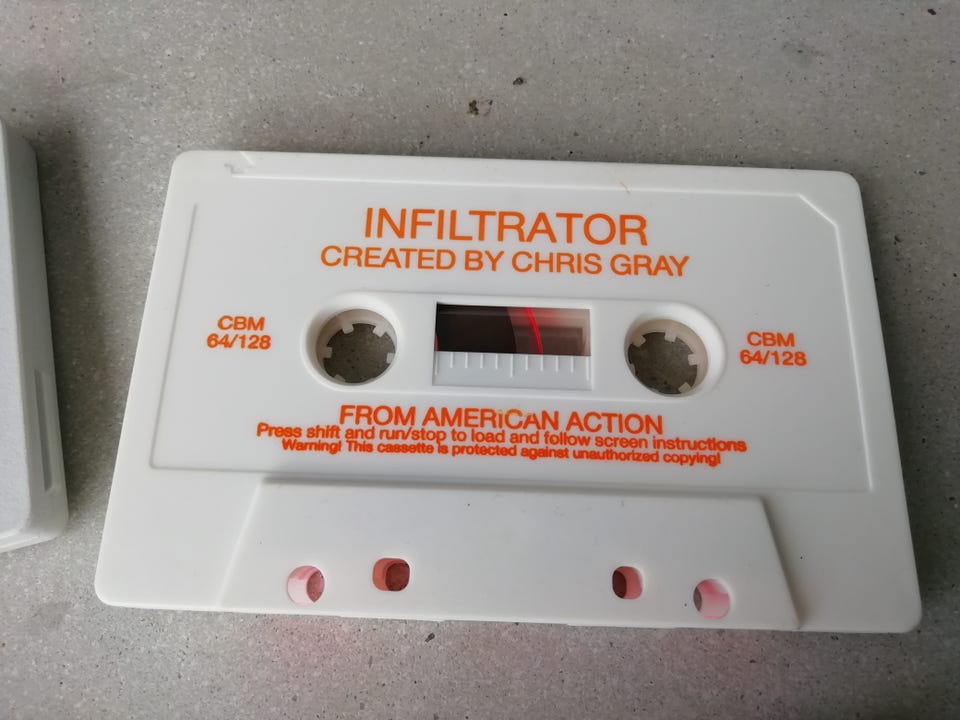 INFILTRATOR
CREATED BY CHRIS GRAY
CBM
64/128
CBM
64/128
FROM AMERICAN ACTION
Press shift and run/stop to load and follow screen instructions
Warning! This cassette is protected against unauthorized copying!